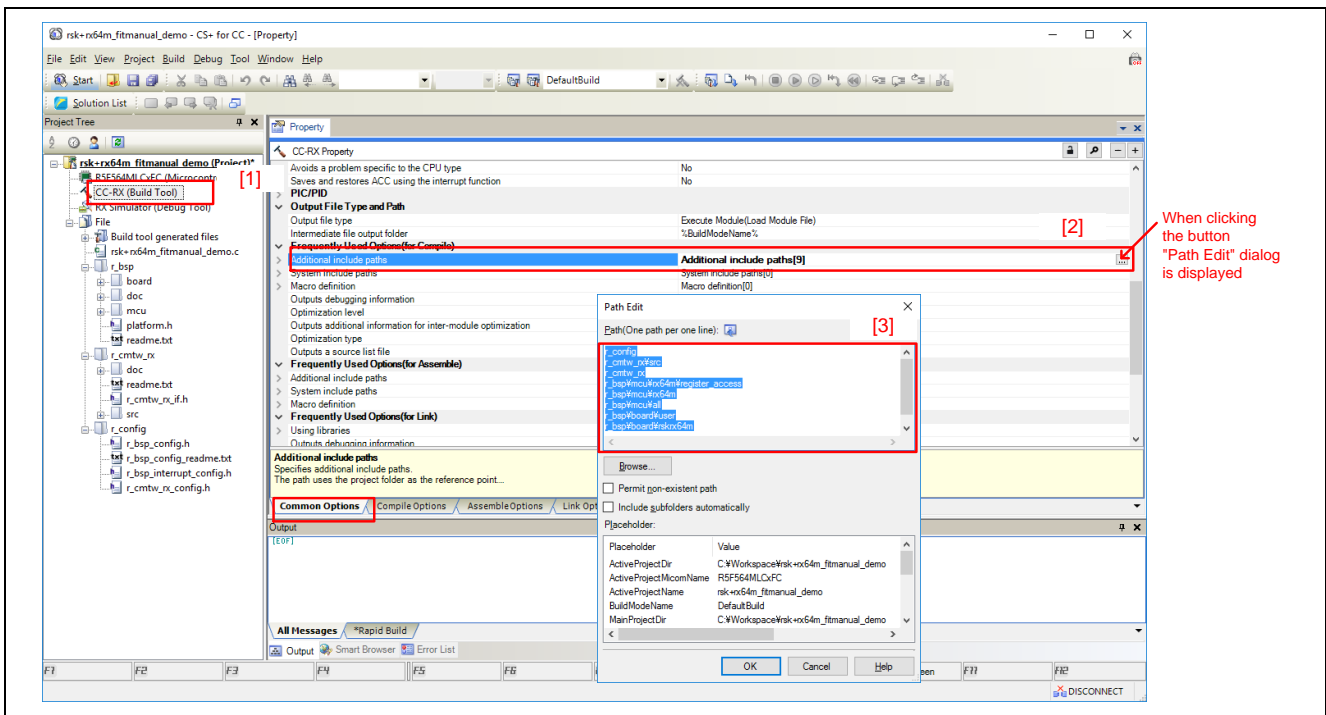 rsk+rx64m_fitmanual_demo - CS+ for CC - [Property]
File Edit View Project Build Debug Tool Window Help
Start DefaultBuild
Solution List
Project Tree
Property
CC-RX Property
rsk+rx64m_fitmanual_demo (Project)*
R5F564MLCxFC (Microcontr
CC-RX (Build Tool)
RX Simulator (Debug Tool)
File
Build tool generated files
rsk+rx64m_fitmanual_demo.c
r_bsp
board
doc
mcu
platform.h
readme.txt
r_cmtw_rx
doc
readme.txt
r_cmtw_rx_if.h
src
r_config
r_bsp_config.h
r_bsp_config_readme.txt
r_bsp_interrupt_config.h
r_cmtw_rx_config.h
[1]
Avoids a problem specific to the CPU type No
Saves and restores ACC using the interrupt function No
PIC/PID
Output File Type and Path
Output file type Execute Module(Load Module File)
Intermediate file output folder %BuildModeName%
Frequently Used Options(for Compile)
Additional include paths Additional include paths[9]
System include paths System include paths[0]
Macro definition Macro definition[0]
Outputs debugging information
Optimization level
Outputs additional information for inter-module optimization
Optimization type
Outputs a source list file
Frequently Used Options(for Assemble)
Additional include paths
System include paths
Macro definition
Frequently Used Options(for Link)
Using libraries
Outputs debugging information
[2]
When clicking
the button
"Path Edit" dialog
is displayed
Additional include paths
Specifies additional include paths.
The path uses the project folder as the reference point...
Common Options Compile Options Assemble Options Link Opt
Output
[EOF]
All Messages *Rapid Build
Output Smart Browser Error List
Path Edit
Path(One path per one line):
[3]
r_config
r_cmtw_rx¥src
r_cmtw_rx
r_bsp¥mcu¥rx64m¥register_access
r_bsp¥mcu¥rx64m
r_bsp¥mcu¥all
r_bsp¥board¥user
r_bsp¥board¥rskrx64m
Browse...
Permit non-existent path
Include subfolders automatically
Placeholder:
Placeholder Value
ActiveProjectDir C:¥Workspace¥rsk+rx64m_fitmanual_demo
ActiveProjectMicomName R5F564MLCxFC
ActiveProjectName rsk+rx64m_fitmanual_demo
BuildModeName DefaultBuild
MainProjectDir C:¥Workspace¥rsk+rx64m_fitmanual_demo
OK Cancel Help
F1 F2 F3 F4 F5 F6 een F11 F12
DISCONNECT